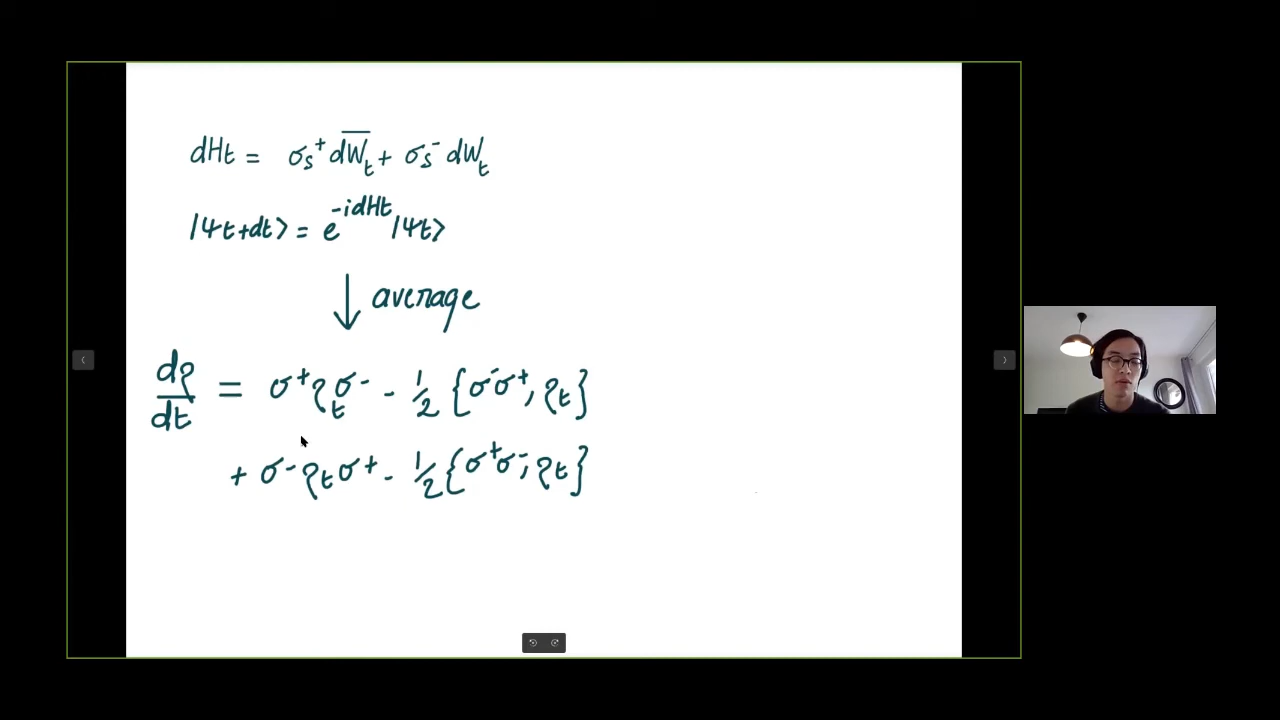 dHt = σs⁺ dW̅t + σs⁻ dWt
|Ψt+dt⟩ = e^-idHt |Ψt⟩
↓ average
dρ/dt = σ⁺ρtσ⁻ - 1/2 {σ⁻σ⁺, ρt}
+ σ⁻ρtσ⁺ - 1/2 {σ⁺σ⁻, ρt}